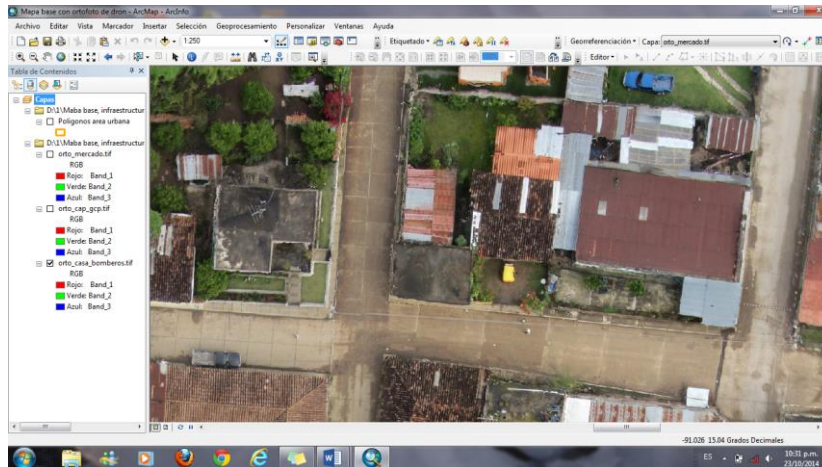 Mapa base con ortofoto de dron - ArcMap - ArcInfo
Archivo Editar Vista Marcador Insertar Selección Geoprocesamiento Personalizar Ventanas Ayuda
1:250
Etiquetado
Georreferenciación Capa: orto_mercado.tif
Editor
Tabla de Contenidos
Capas
D:\1\Maba base, infraestructur
Poligonos area urbana
D:\1\Maba base, infraestructur
orto_mercado.tif
RGB
Rojo: Band_1
Verde: Band_2
Azul: Band_3
orto_cap_gcp.tif
RGB
Rojo: Band_1
Verde: Band_2
Azul: Band_3
orto_casa_bomberos.tif
RGB
Rojo: Band_1
Verde: Band_2
Azul: Band_3
-91.026 15.04 Grados Decimales
ES
10:31 p.m.
23/10/2014